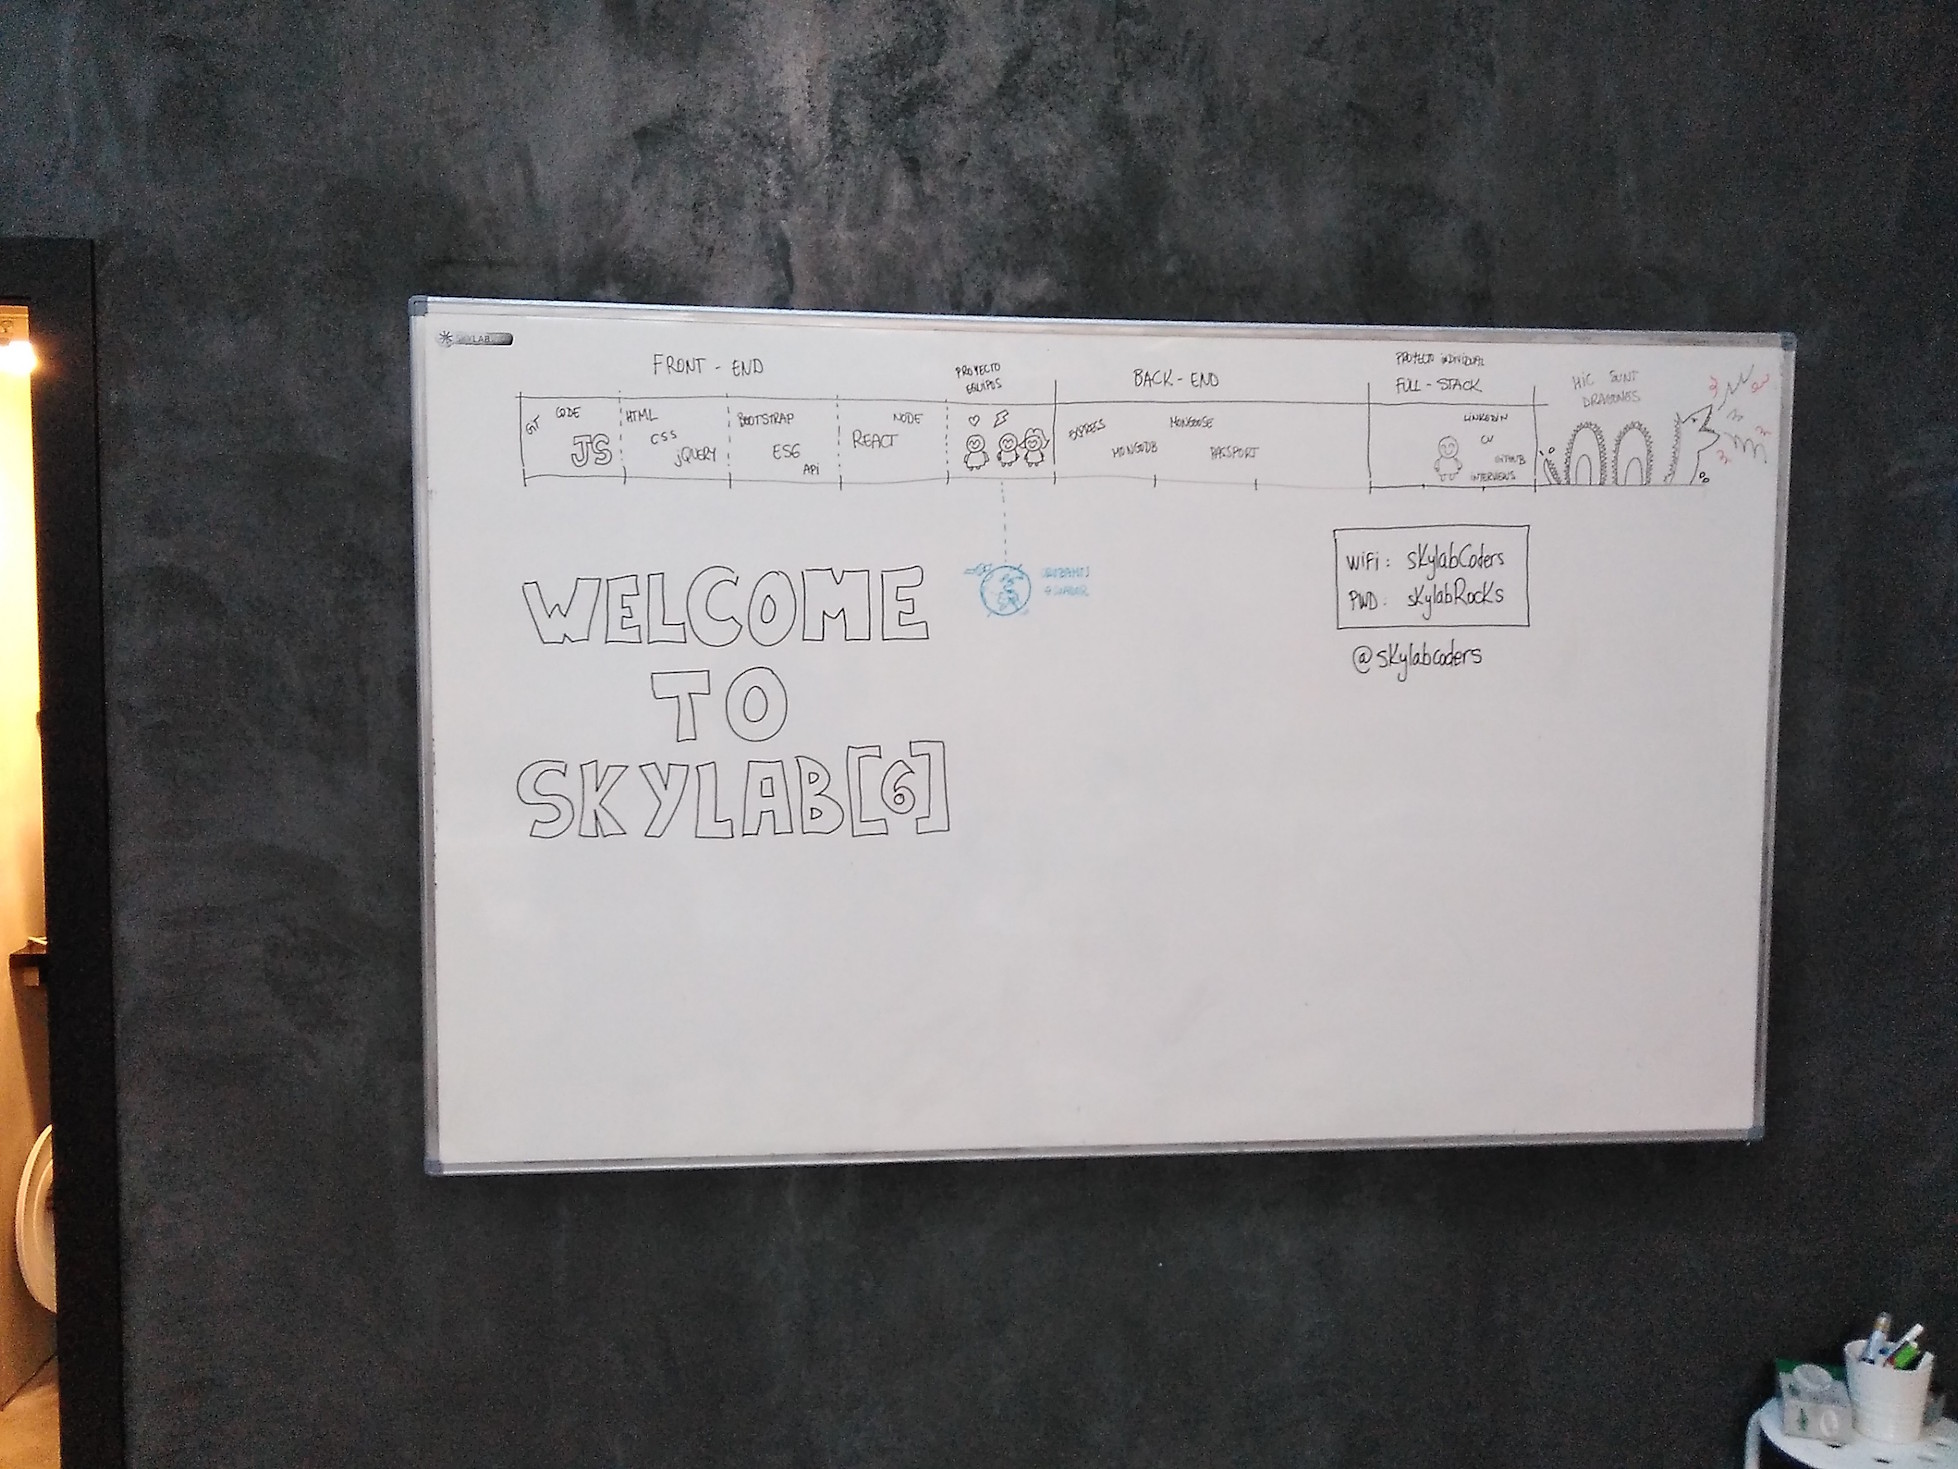 SKYLAB
FRONT - END
PROYECTO
EQUIPOS
BACK - END
PROYECTO INDIVIDUAL
FULL - STACK
HIC SUNT
DRAGONES
GIT CODE
JS
HTML
CSS
jQUERY
BOOTSTRAP
ES6
API
NODE
REACT
EXPRESS
MONGODB
MONGOOSE
PASSPORT
LINKEDIN
CV
GITHUB
INTERVIEWS
WELCOME
TO
SKYLAB[6]
WIFI: skylabCoders
PWD: skylabRocks
@skylabcoders